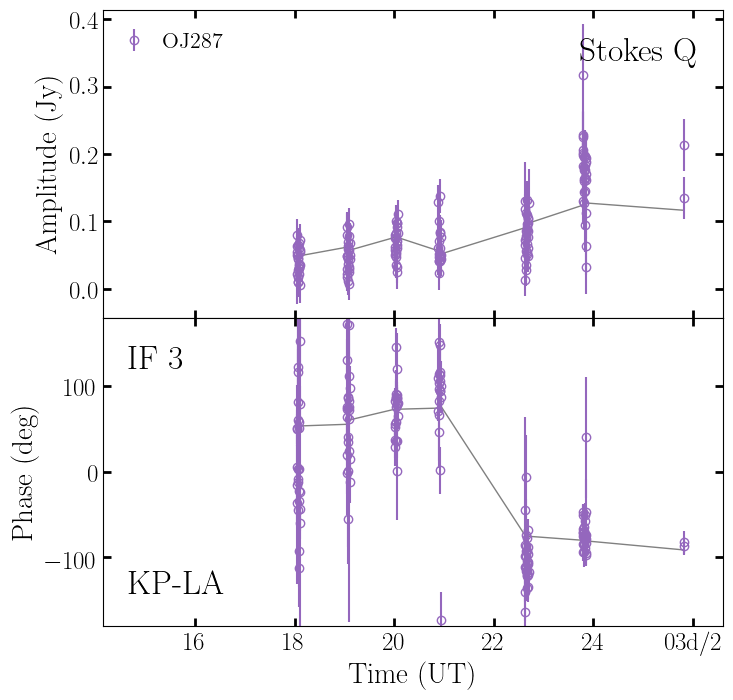 OJ287
Stokes Q
Amplitude (Jy)
0.4
0.3
0.2
0.1
0.0
IF 3
KP-LA
Phase (deg)
100
0
−100
16 18 20 22 24 03d/2
Time (UT)